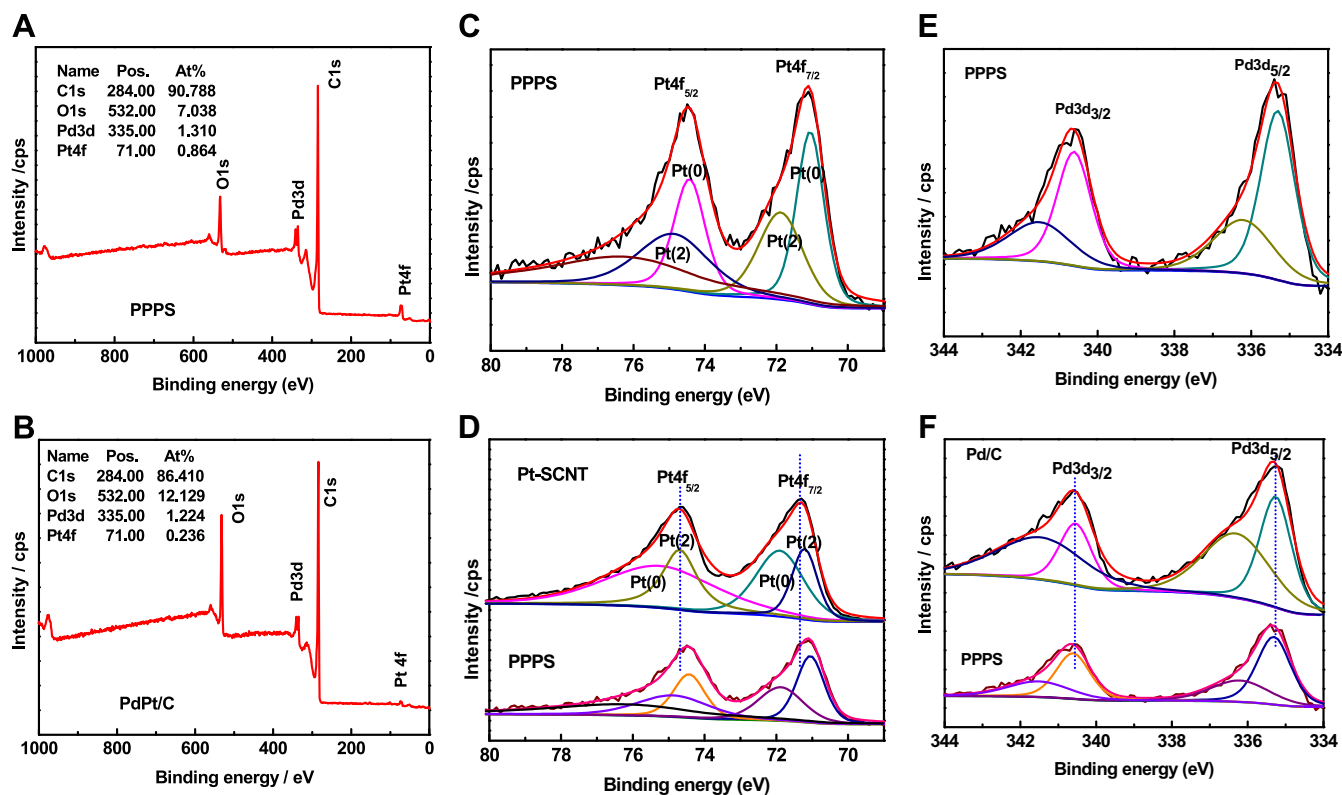 A
Name Pos. At%
C1s 284.00 90.788
O1s 532.00 7.038
Pd3d 335.00 1.310
Pt4f 71.00 0.864
C1s
O1s
Pd3d
Pt4f
PPPS
Intensity /cps
1000 800 600 400 200 0
Binding energy (eV)
B
Name Pos. At%
C1s 284.00 86.410
O1s 532.00 12.129
Pd3d 335.00 1.224
Pt4f 71.00 0.236
C1s
O1s
Pd3d
Pt 4f
PdPt/C
Intensity / cps
1000 800 600 400 200 0
Binding energy / eV
C
PPPS
Pt4f5/2
Pt4f7/2
Pt(0)
Pt(0)
Pt(2)
Pt(2)
Intensity /cps
80 78 76 74 72 70
Binding energy (eV)
D
Pt-SCNT
Pt4f5/2
Pt4f7/2
Pt(2)
Pt(2)
Pt(0)
Pt(0)
PPPS
Intensity /cps
80 78 76 74 72 70
Binding energy (eV)
E
PPPS
Pd3d3/2
Pd3d5/2
Intensity /cps
344 342 340 338 336 334
Binding energy (eV)
F
Pd/C
Pd3d3/2
Pd3d5/2
PPPS
Intensity /cps
344 342 340 338 336 334
Binding energy (eV)